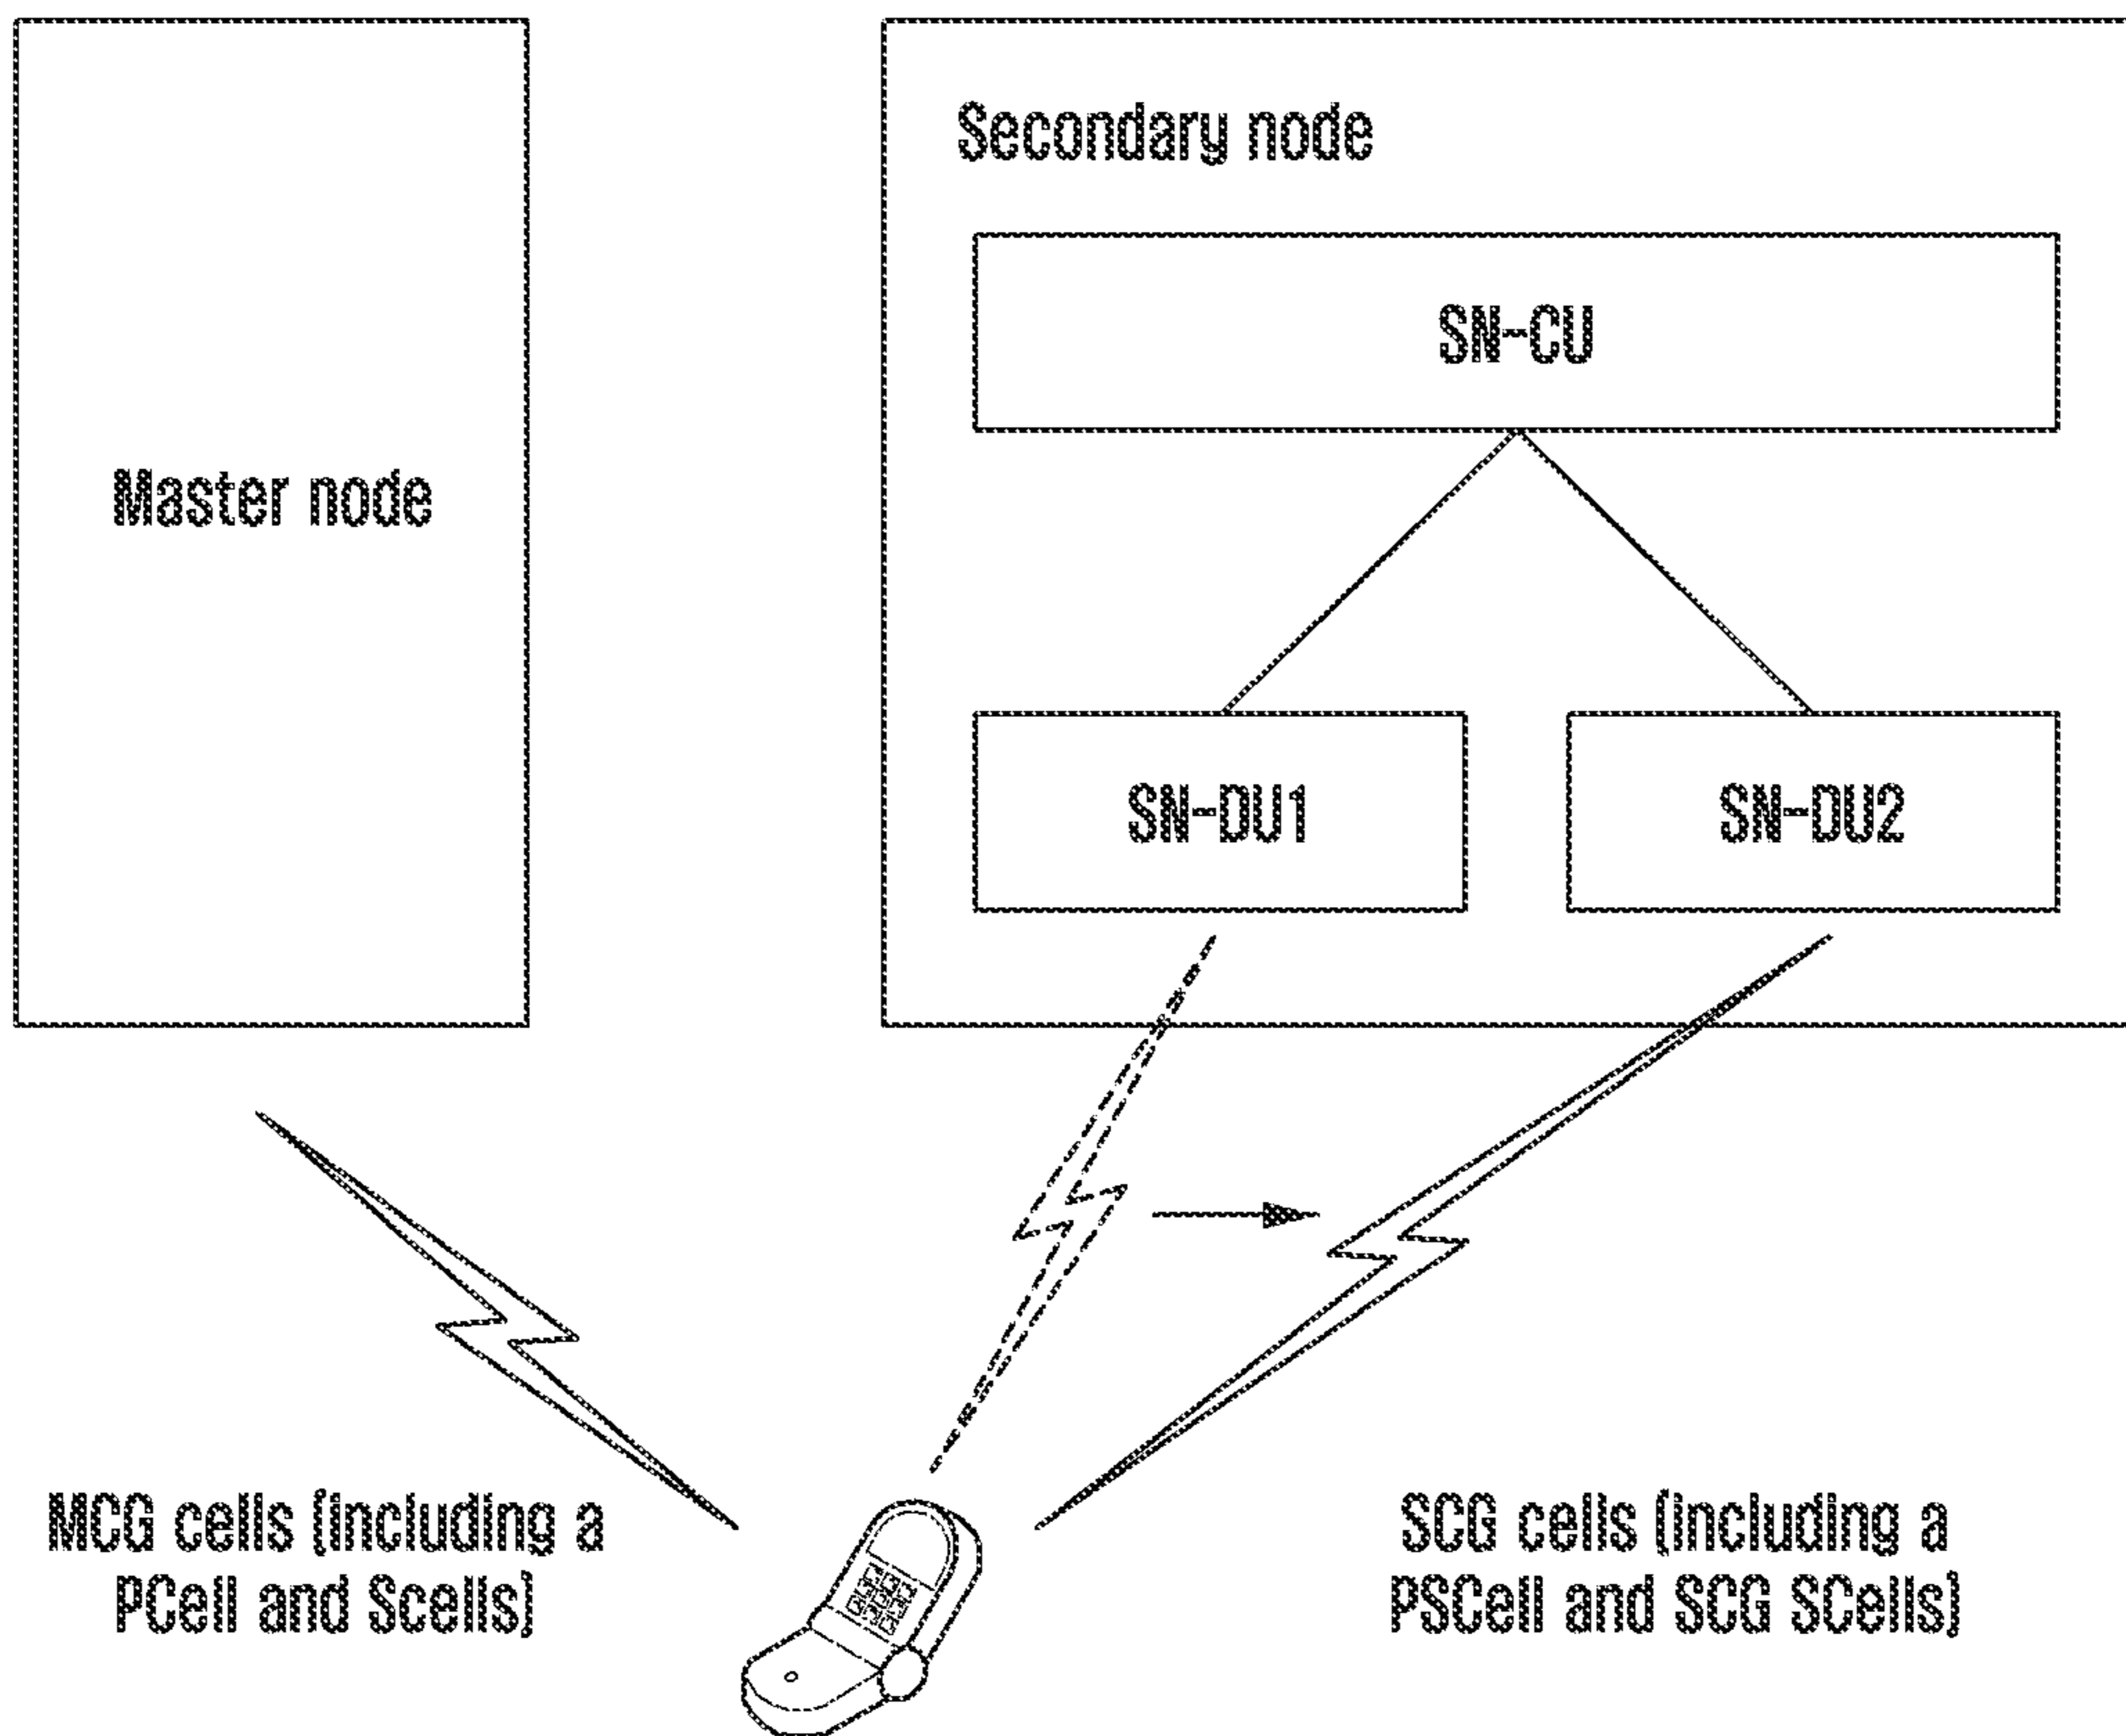 Secondary node
SN-CU
Master node
SN-DU1
SN-DU2
MCG cells (including a
PCell and Scells)
SCG cells (including a
PSCell and SCG SCells)